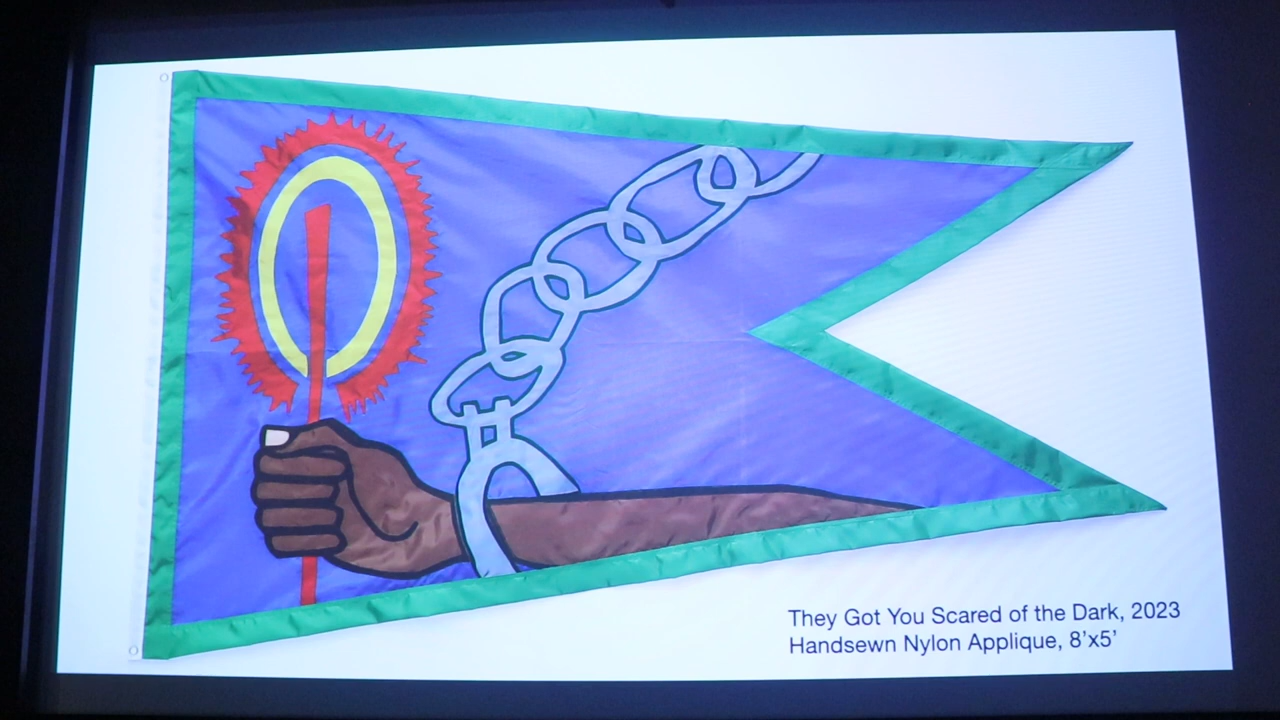 They Got You Scared of the Dark, 2023
Handsewn Nylon Applique, 8’x5’